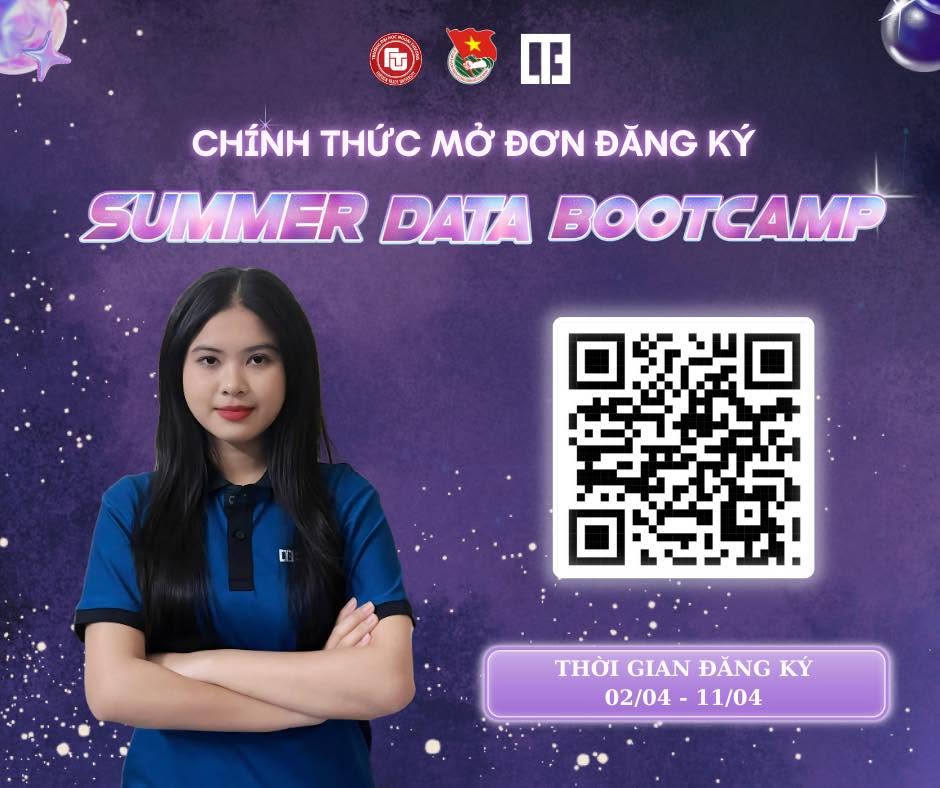 CHÍNH THỨC MỞ ĐƠN ĐĂNG KÝ
SUMMER DATA BOOTCAMP
THỜI GIAN ĐĂNG KÝ
02/04 - 11/04